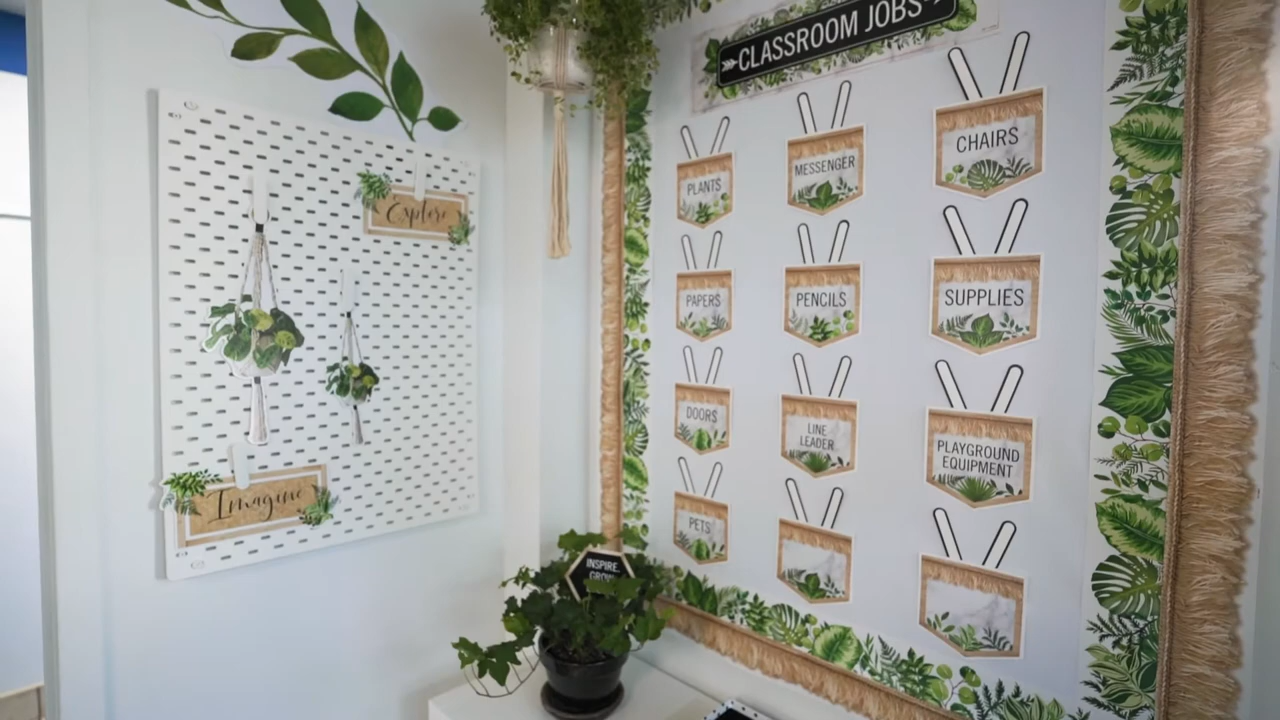 Explore
Imagine
CLASSROOM JOBS
PLANTS
MESSENGER
CHAIRS
PAPERS
PENCILS
SUPPLIES
DOORS
LINE
LEADER
PLAYGROUND
EQUIPMENT
PETS
INSPIRE.
GROW